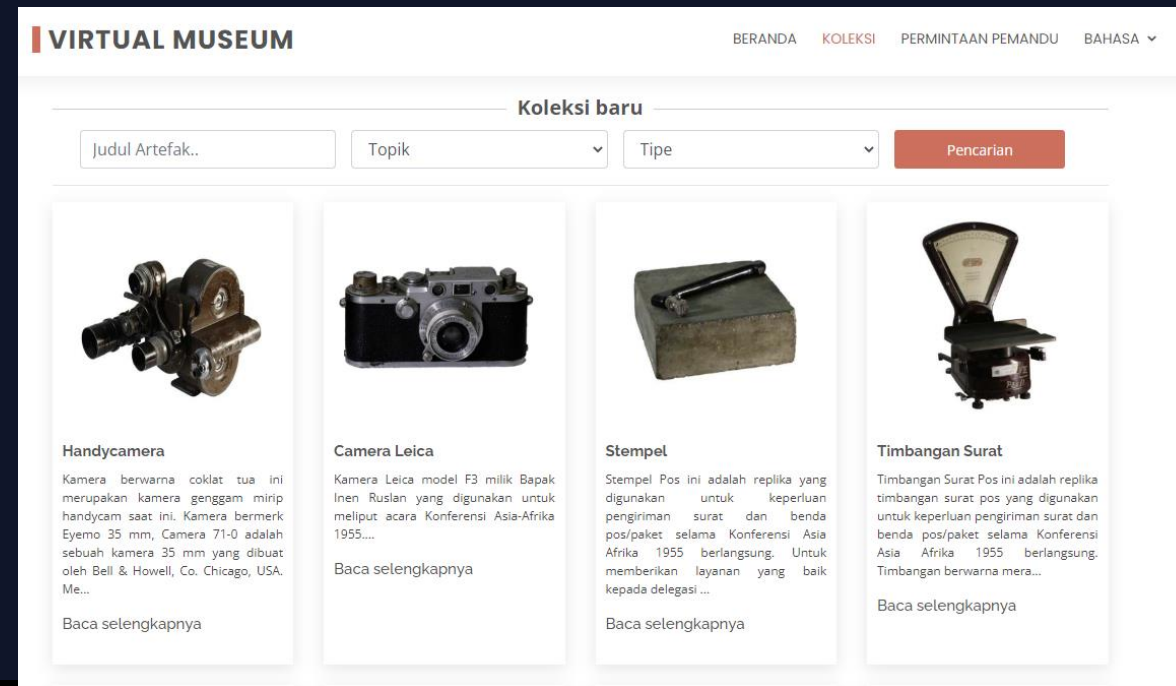 VIRTUAL MUSEUM
BERANDA KOLEKSI PERMINTAAN PEMANDU BAHASA
Koleksi baru
Judul Artefak.. Topik Tipe Pencarian
Handycamera
Kamera berwarna coklat tua ini
merupakan kamera genggam mirip
handycam saat ini. Kamera bermerk
Eyemo 35 mm, Camera 71-0 adalah
sebuah kamera 35 mm yang dibuat
oleh Bell & Howell, Co. Chicago, USA.
Me...
Baca selengkapnya
Camera Leica
Kamera Leica model F3 milik Bapak
Inen Ruslan yang digunakan untuk
meliput acara Konferensi Asia-Afrika
1955....
Baca selengkapnya
Stempel
Stempel Pos ini adalah replika yang
digunakan untuk keperluan
pengiriman surat dan benda
pos/paket selama Konferensi Asia
Afrika 1955 berlangsung. Untuk
memberikan layanan yang baik
kepada delegasi ...
Baca selengkapnya
Timbangan Surat
Timbangan Surat Pos ini adalah replika
timbangan surat pos yang digunakan
untuk keperluan pengiriman surat dan
benda pos/paket selama Konferensi
Asia Afrika 1955 berlangsung.
Timbangan berwarna mera...
Baca selengkapnya